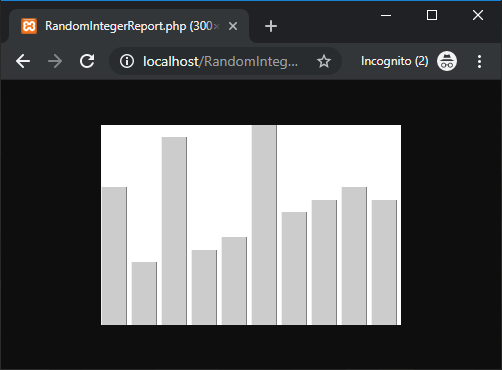 RandomIntegerReport.php (300×
localhost/RandomInteg...
Incognito (2)